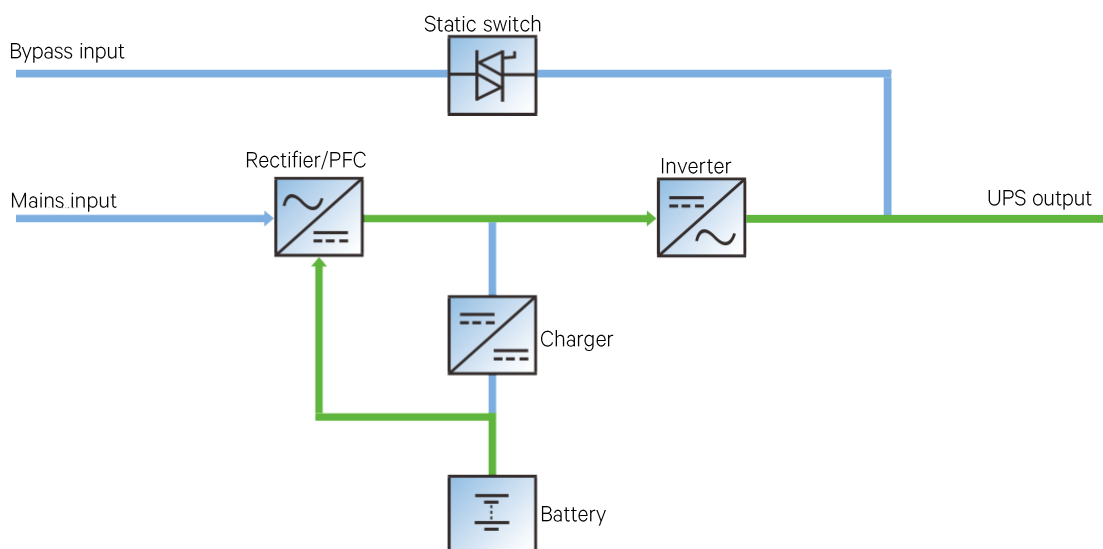 Static switch
Bypass input
Rectifier/PFC
Inverter
Mains input
UPS output
Charger
Battery